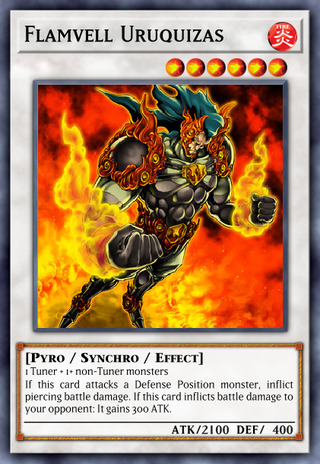 Flamvell Uruquizas
FIRE
炎
[Pyro / Synchro / Effect]
1 Tuner + 1+ non-Tuner monsters
If this card attacks a Defense Position monster, inflict
piercing battle damage. If this card inflicts battle damage to
your opponent: It gains 300 ATK.
ATK/2100 DEF/ 400